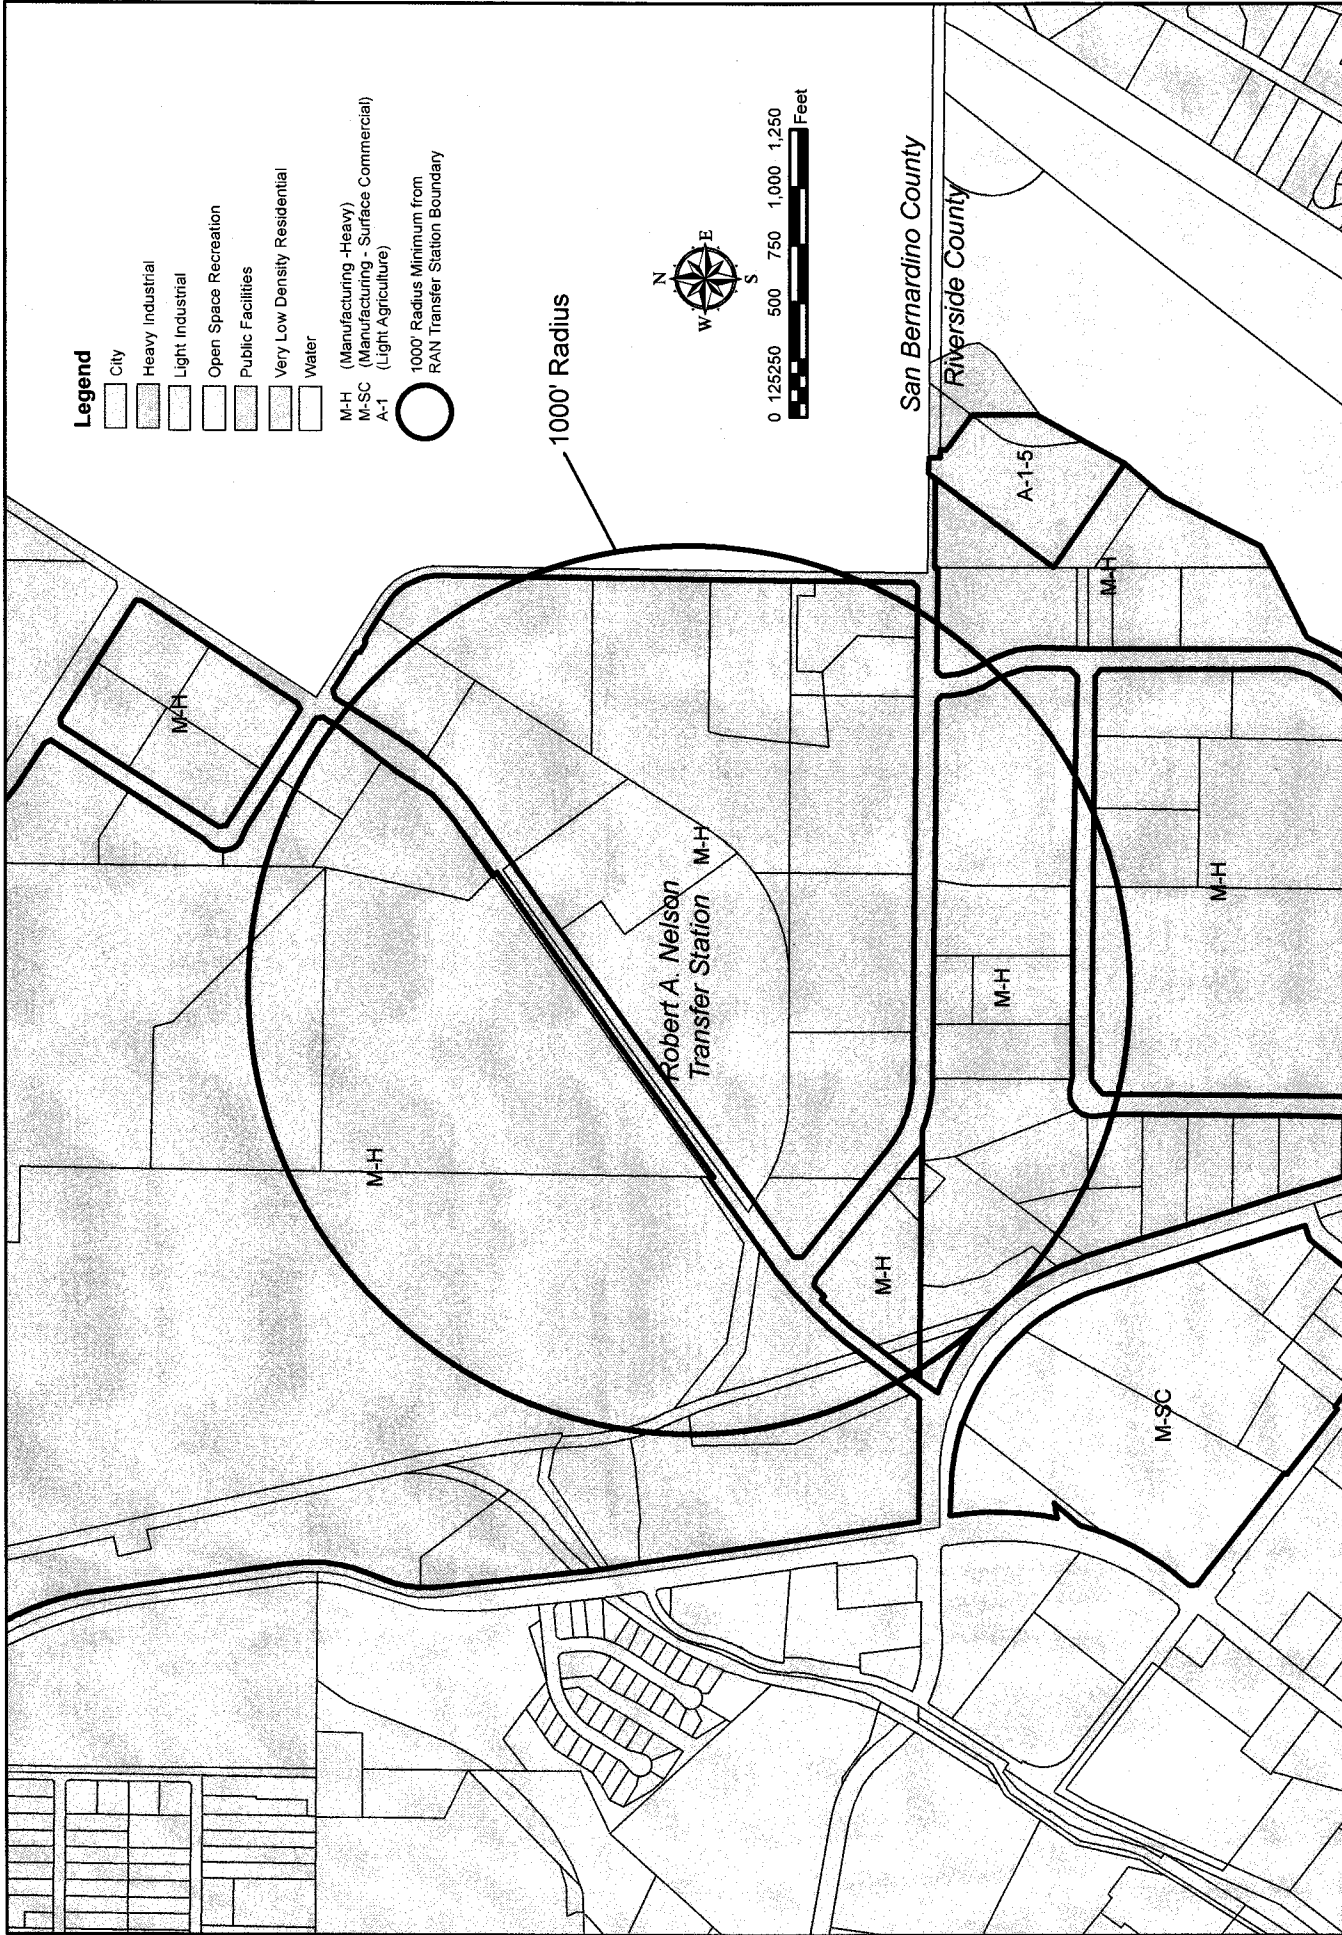 Legend
City
Heavy Industrial
Light Industrial
Open Space Recreation
Public Facilities
Very Low Density Residential
Water
M-H (Manufacturing -Heavy)
M-SC (Manufacturing - Surface Commercial)
A-1 (Light Agriculture)
1000' Radius Minimum from
RAN Transfer Station Boundary
1000' Radius
N
W
E
S
0 125250 500 750 1,000 1,250
Feet
San Bernardino County
Riverside County
A-1-5
M-H
M-H
M-H
Robert A. Nelson
Transfer Station
M-H
M-H
M-H
M-H
M-SC